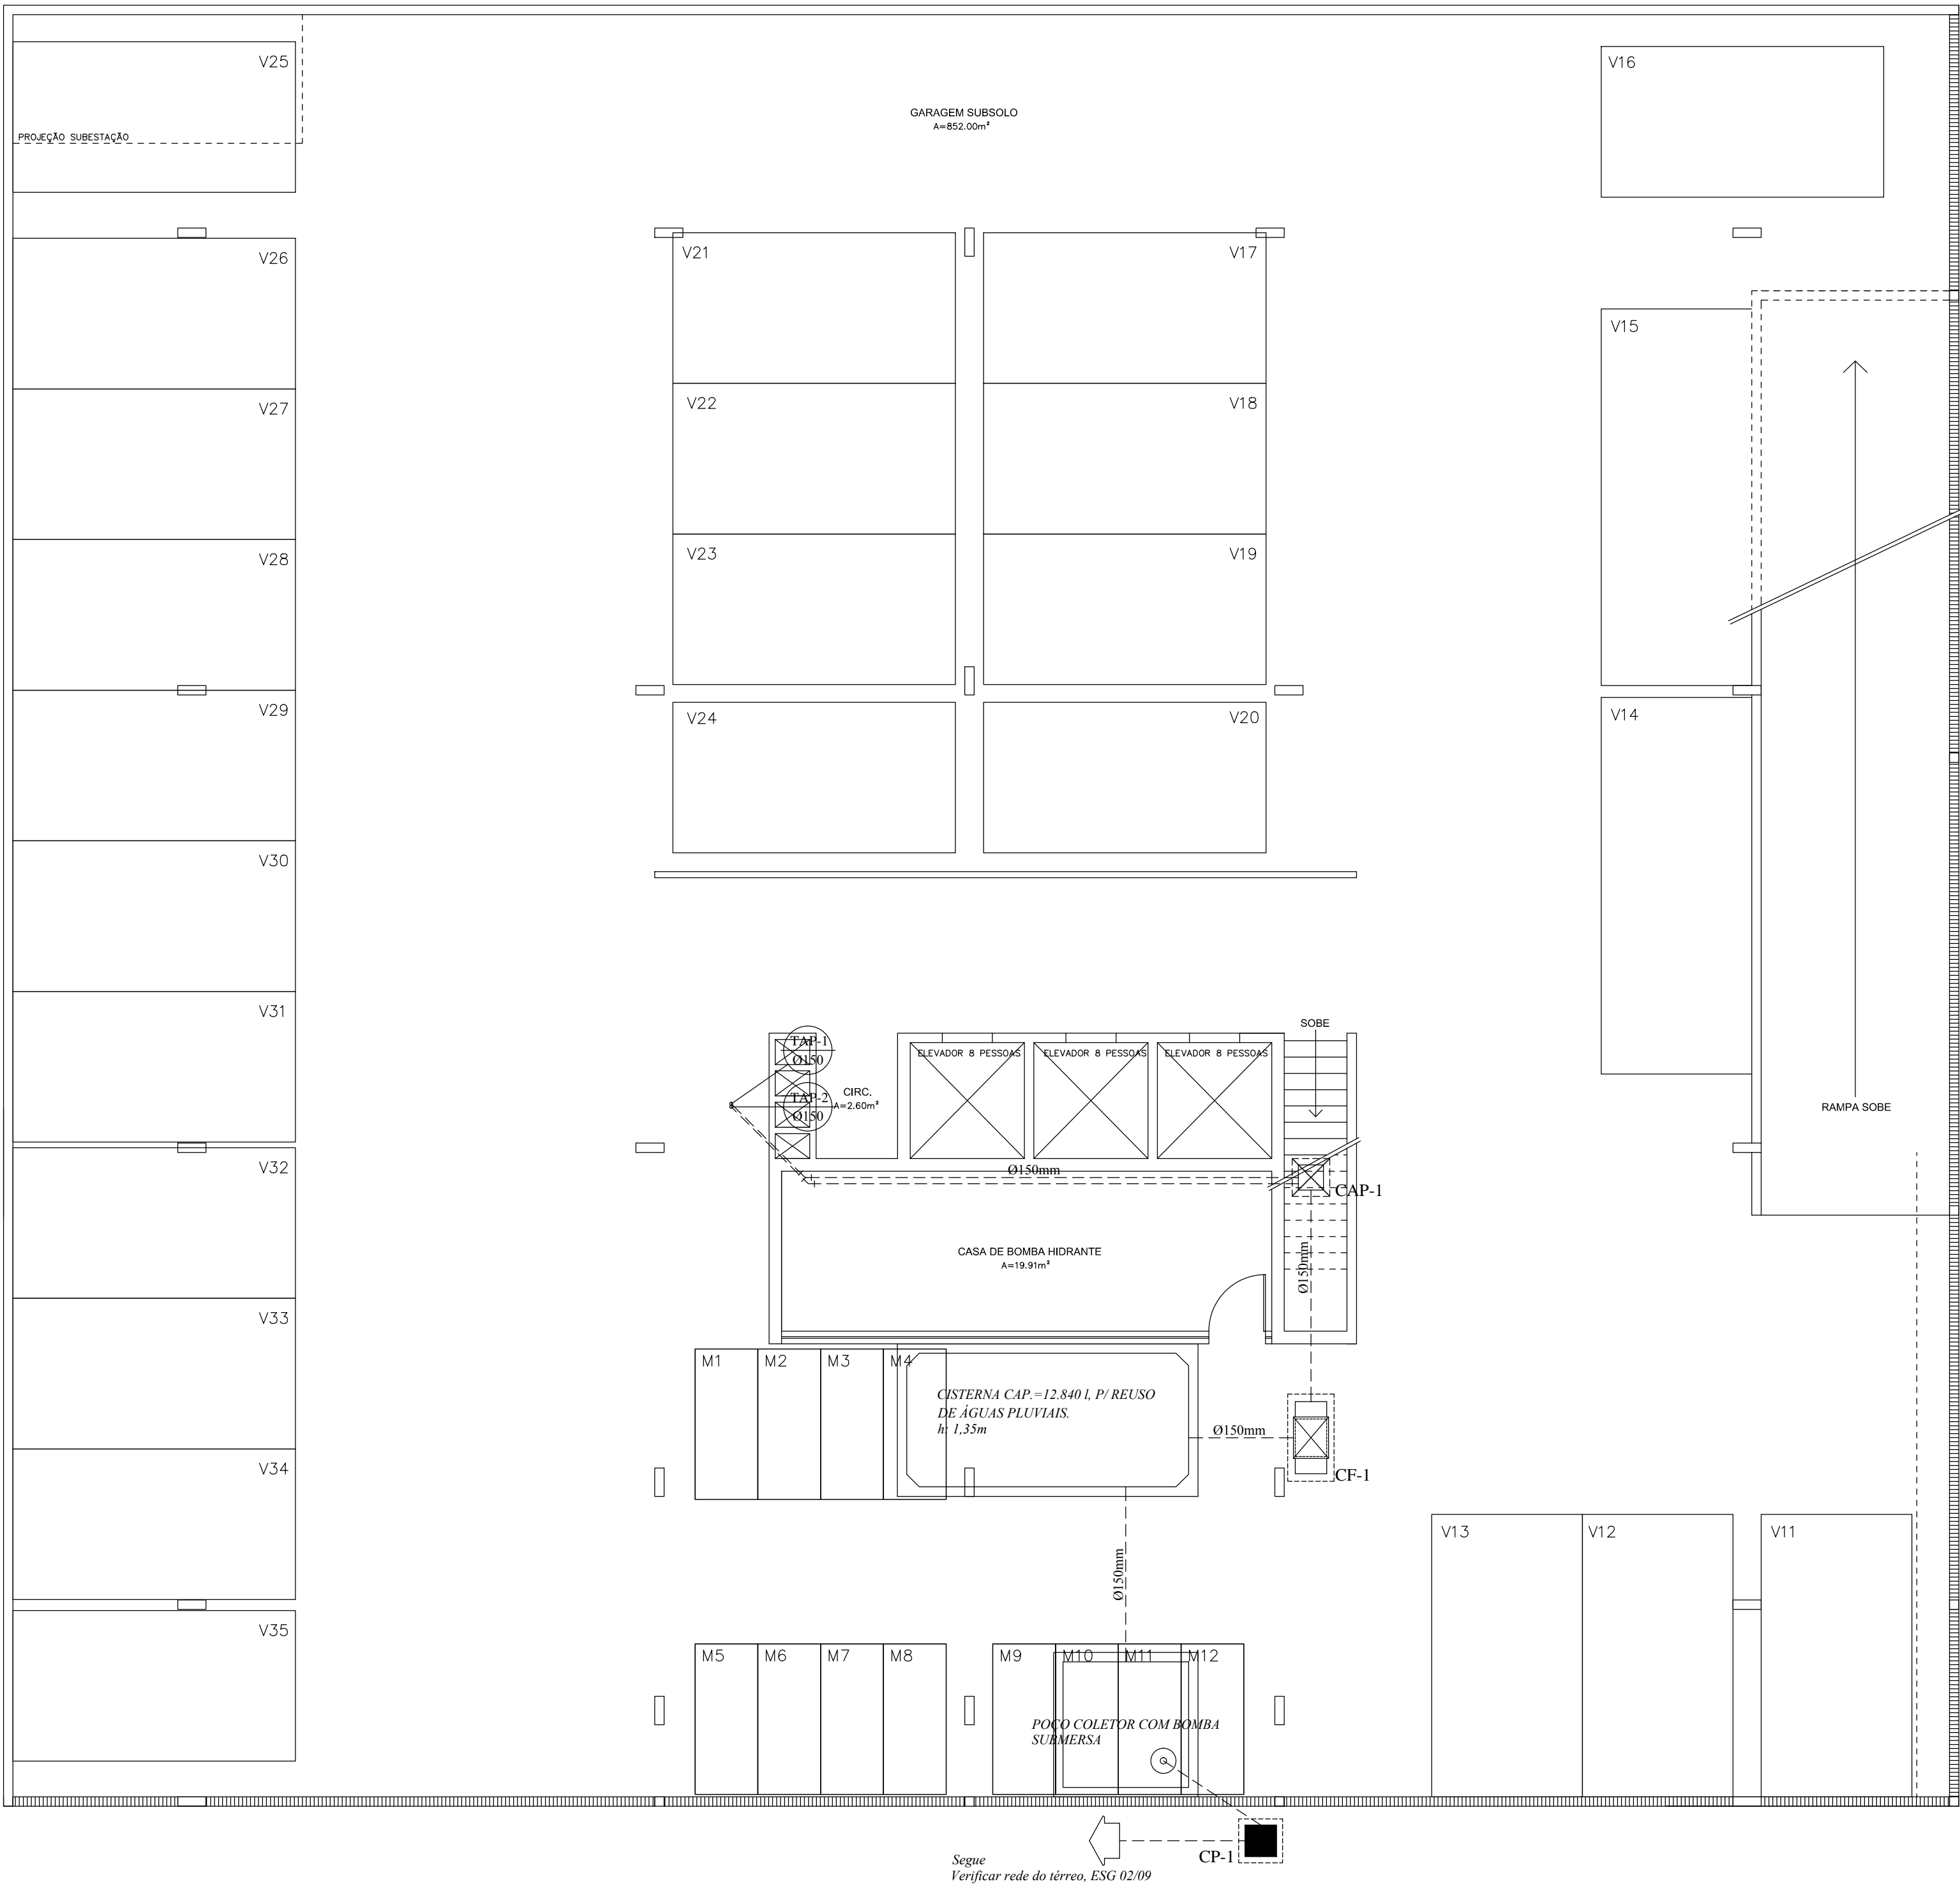 V25
V16
GARAGEM SUBSOLO
A=852.00m²
PROJEÇÃO SUBESTAÇÃO
V26
V21
V17
V15
V27
V22
V18
V28
V23
V19
V29
V24
V20
V14
V30
V31
SOBE
TAP-1
Ø150
ELEVADOR 8 PESSOAS
ELEVADOR 8 PESSOAS
ELEVADOR 8 PESSOAS
CIRC.
A=2.60m²
TAP-2
Ø150
RAMPA SOBE
V32
Ø150mm
CAP-1
CASA DE BOMBA HIDRANTE
A=19.91m²
Ø150mm
V33
M1
M2
M3
M4
CISTERNA CAP.=12.840 l, P/ REUSO
DE ÁGUAS PLUVIAIS.
h: 1,35m
Ø150mm
CF-1
V34
V13
V12
V11
Ø150mm
V35
M5
M6
M7
M8
M9
M10
M11
M12
POÇO COLETOR COM BOMBA
SUBMERSA
CP-1
Segue
Verificar rede do térreo, ESG 02/09